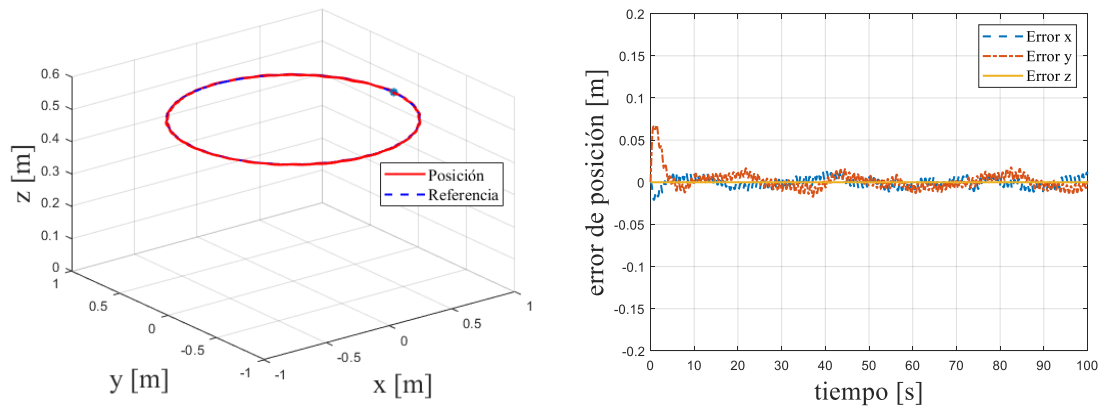 0.6
0.5
0.4
0.3
0.2
0.1
0
z [m]
1
0.5
0
-0.5
-1
y [m]
-1
-0.5
0
0.5
1
x [m]
Posición
Referencia
0.2
0.15
0.1
0.05
0
-0.05
-0.1
-0.15
-0.2
error de posición [m]
Error x
Error y
Error z
0 10 20 30 40 50 60 70 80 90 100
tiempo [s]